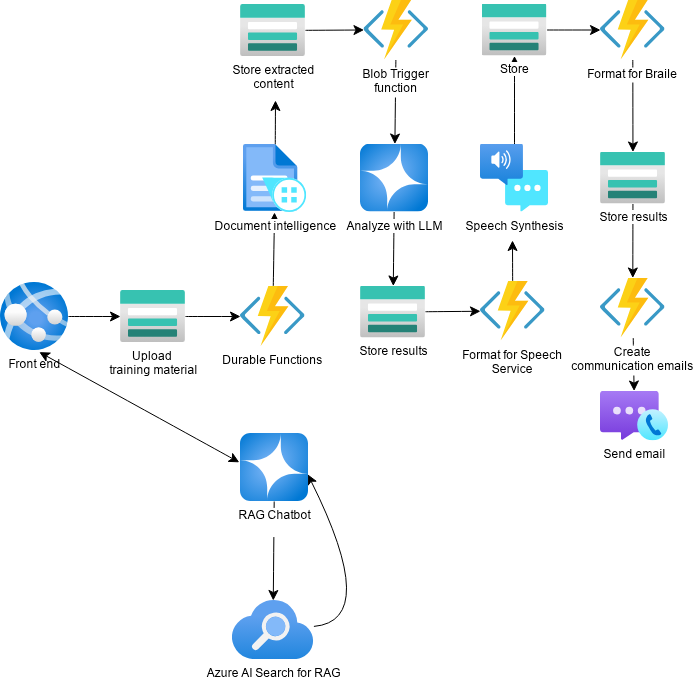 Store extracted
content
Blob Trigger
function
Store
Format for Braile
Document intelligence
Analyze with LLM
Speech Synthesis
Store results
Front end
Upload
training material
Durable Functions
Store results
Format for Speech
Service
Create
communication emails
Send email
RAG Chatbot
Azure AI Search for RAG